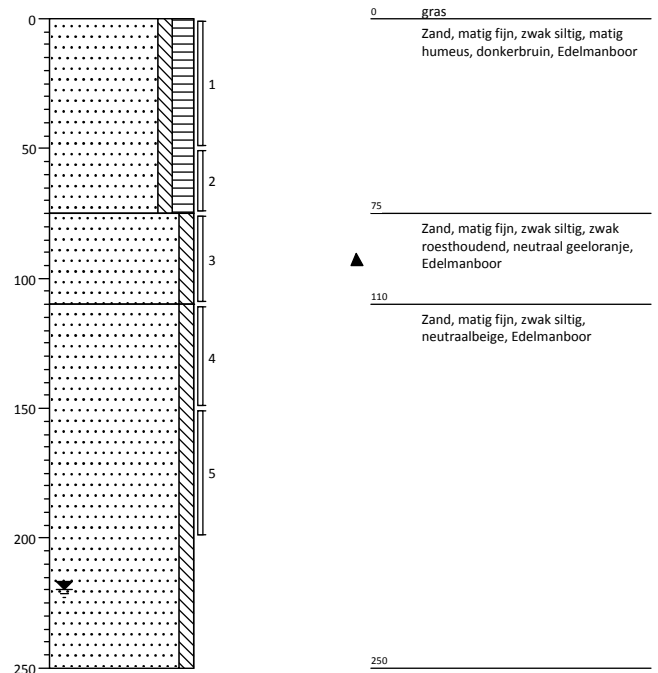 0
50
100
150
200
250
1
2
3
4
5
0 gras
Zand, matig fijn, zwak siltig, matig
humeus, donkerbruin, Edelmanboor
75
Zand, matig fijn, zwak siltig, zwak
roesthoudend, neutraal geeloranje,
Edelmanboor
110
Zand, matig fijn, zwak siltig,
neutraalbeige, Edelmanboor
250